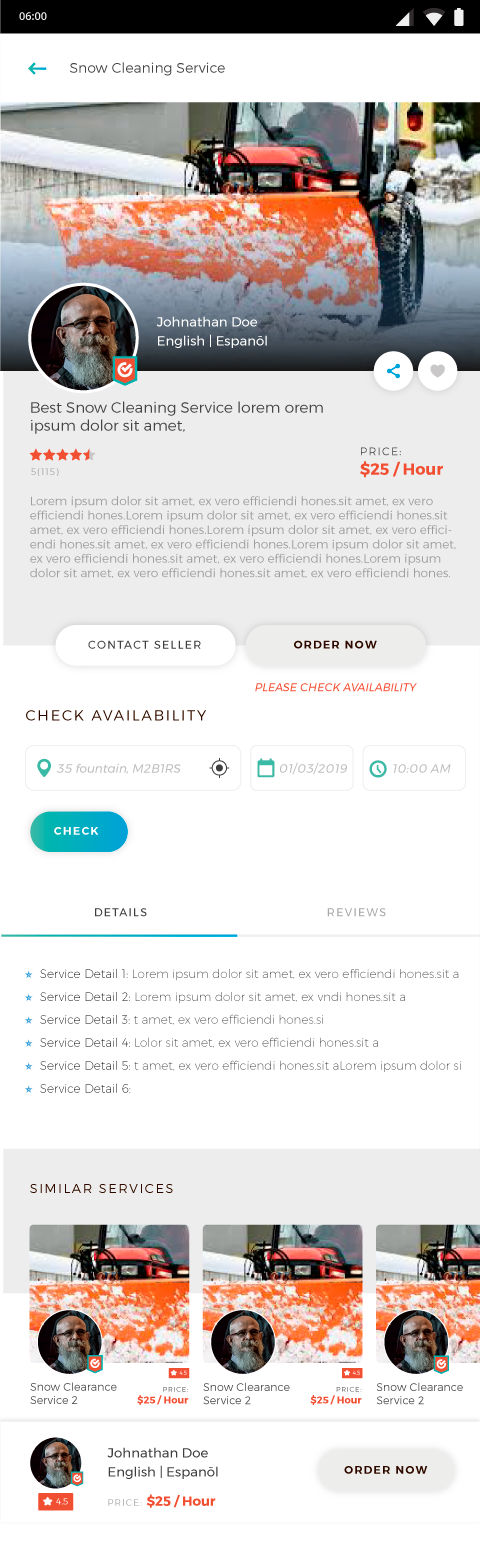 06:00
Snow Cleaning Service
Johnathan Doe
English | Espanōl
Best Snow Cleaning Service lorem orem
ipsum dolor sit amet,
5(115)
PRICE:
$25 / Hour
Lorem ipsum dolor sit amet, ex vero efficiendi hones.sit amet, ex vero
efficiendi hones.Lorem ipsum dolor sit amet, ex vero efficiendi hones.sit
amet, ex vero efficiendi hones.Lorem ipsum dolor sit amet, ex vero effici-
endi hones.sit amet, ex vero efficiendi hones.Lorem ipsum dolor sit amet,
ex vero efficiendi hones.sit amet, ex vero efficiendi hones.Lorem ipsum
dolor sit amet, ex vero efficiendi hones.sit amet, ex vero efficiendi hones.
CONTACT SELLER
ORDER NOW
PLEASE CHECK AVAILABILITY
CHECK AVAILABILITY
35 fountain, M2B1RS
01/03/2019
10:00 AM
CHECK
DETAILS
REVIEWS
Service Detail 1: Lorem ipsum dolor sit amet, ex vero efficiendi hones.sit a
Service Detail 2: Lorem ipsum dolor sit amet, ex vndi hones.sit a
Service Detail 3: t amet, ex vero efficiendi hones.si
Service Detail 4: Lolor sit amet, ex vero efficiendi hones.sit a
Service Detail 5: t amet, ex vero efficiendi hones.sit aLorem ipsum dolor si
Service Detail 6:
SIMILAR SERVICES
4.5
Snow Clearance
Service 2
PRICE:
$25 / Hour
4.5
Snow Clearance
Service 2
PRICE:
$25 / Hour
Snow Clearance
Service 2
Johnathan Doe
English | Espanōl
4.5
PRICE: $25 / Hour
ORDER NOW